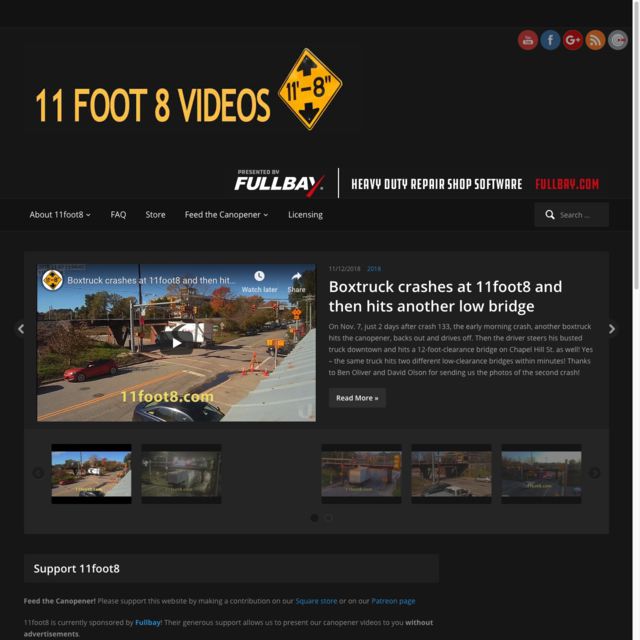 11 FOOT 8 VIDEOS
11'-8"
PRESENTED BY
FULLBAY
HEAVY DUTY REPAIR SHOP SOFTWARE
FULLBAY.COM
About 11foot8
FAQ
Store
Feed the Canopener
Licensing
Search ...
Boxtruck crashes at 11foot8 and then hit...
Watch later
Share
11foot8.com
11/12/2018 2018
Boxtruck crashes at 11foot8 and
then hits another low bridge
On Nov. 7, just 2 days after crash 133, the early morning crash, another boxtruck
hits the canopener, backs out and drives off. Then the driver steers his busted
truck downtown and hits a 12-foot-clearance bridge on Chapel Hill St. as well! Yes
– the same truck hits two different low-clearance bridges within minutes! Thanks
to Ben Oliver and David Olson for sending us the photos of the second crash!
Read More »
Support 11foot8
Feed the Canopener! Please support this website by making a contribution on our Square store or on our Patreon page
11foot8 is currently sponsored by Fullbay! Their generous support allows us to present our canopener videos to you without
advertisements.